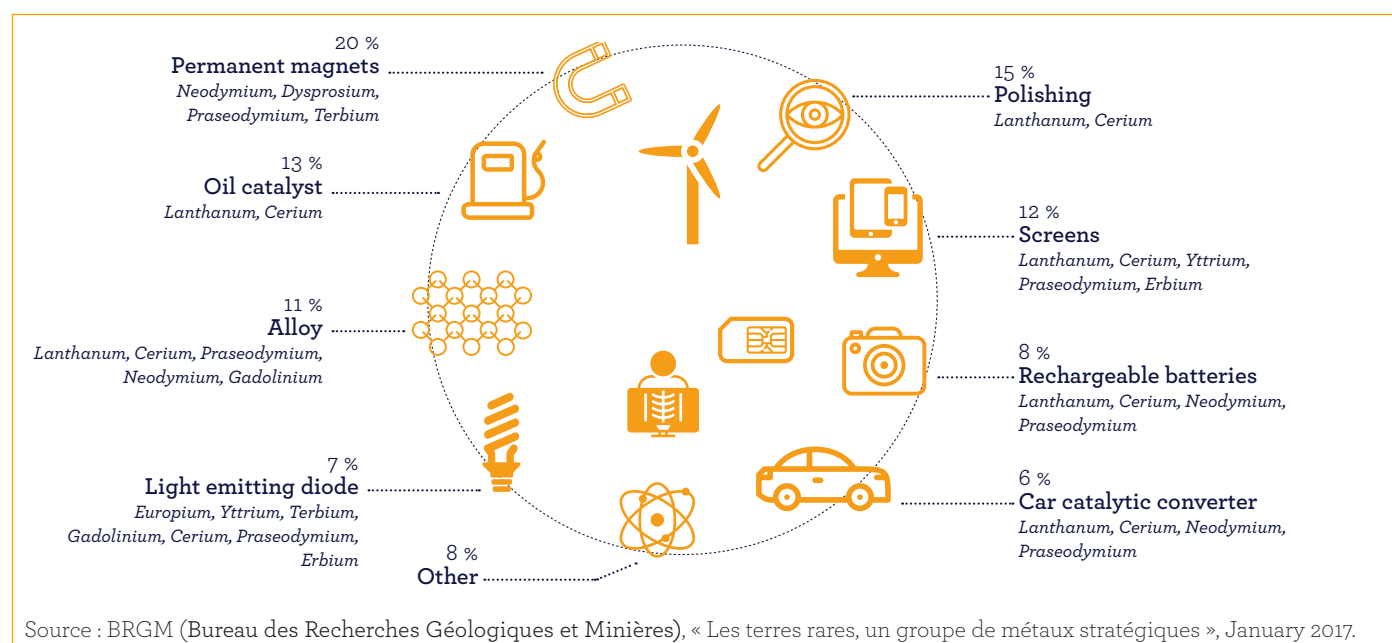 20 %
Permanent magnets
Neodymium, Dysprosium,
Praseodymium, Terbium
15 %
Polishing
Lanthanum, Cerium
13 %
Oil catalyst
Lanthanum, Cerium
12 %
Screens
Lanthanum, Cerium, Yttrium,
Praseodymium, Erbium
11 %
Alloy
Lanthanum, Cerium, Praseodymium,
Neodymium, Gadolinium
8 %
Rechargeable batteries
Lanthanum, Cerium, Neodymium,
Praseodymium
7 %
Light emitting diode
Europium, Yttrium, Terbium,
Gadolinium, Cerium, Praseodymium,
Erbium
6 %
Car catalytic converter
Lanthanum, Cerium, Neodymium,
Praseodymium
8 %
Other
Source : BRGM (Bureau des Recherches Géologiques et Minières), « Les terres rares, un groupe de métaux stratégiques », January 2017.